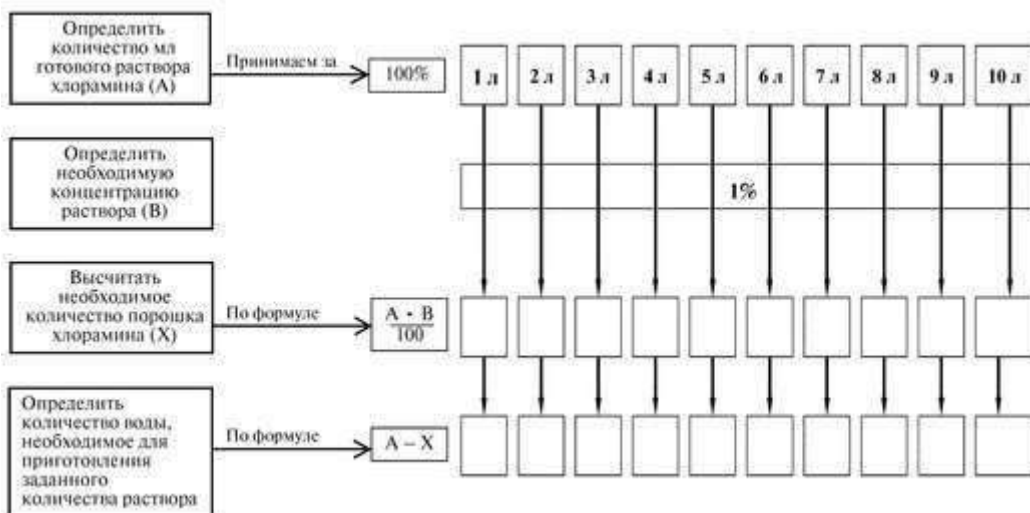 Определить
количество мл
готового раствора
хлорамина (А)
Принимаем за
100%
1 л
2 л
3 л
4 л
5 л
6 л
7 л
8 л
9 л
10 л
Определить
необходимую
концентрацию
раствора (В)
1%
Высчитать
необходимое
количество порошка
хлорамина (Х)
По формуле
А • В
100
Определить
количество воды,
необходимое для
приготовления
заданного
количества раствора
По формуле
А – Х